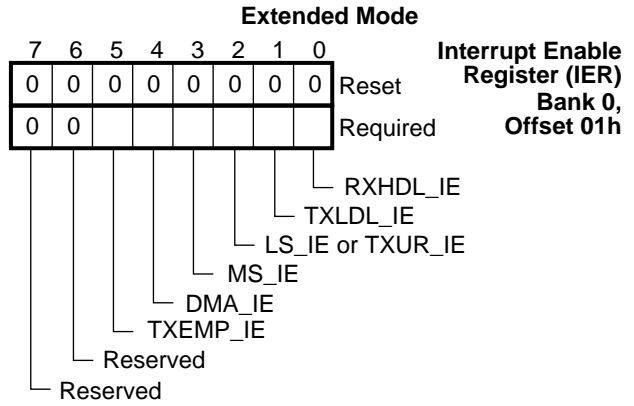 Extended Mode
7 6 5 4 3 2 1 0
Interrupt Enable
Register (IER)
Bank 0,
Offset 01h
0 0 0 0 0 0 0 0 Reset
0 0 Required
RXHDL_IE
TXLDL_IE
LS_IE or TXUR_IE
MS_IE
DMA_IE
TXEMP_IE
Reserved
Reserved